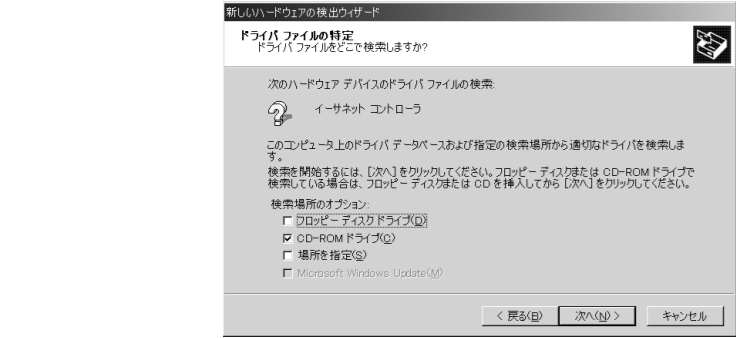 新しいハードウェアの検出ウィザード
ドライバ ファイルの特定
ドライバ ファイルをどこで検索しますか?
次のハードウェア デバイスのドライバ ファイルの検索:
イーサネット コントローラ
このコンピュータ上のドライバ データベースおよび指定の検索場所から適切なドライバを検索しま
す。
検索を開始するには、[次へ] をクリックしてください。フロッピー ディスクまたは CD-ROM ドライブで
検索している場合は、フロッピー ディスクまたは CD を挿入してから [次へ] をクリックしてください。
検索場所のオプション:
フロッピー ディスク ドライブ(D)
CD-ROM ドライブ(C)
場所を指定(S)
Microsoft Windows Update(M)
< 戻る(B) 次へ(N) > キャンセル